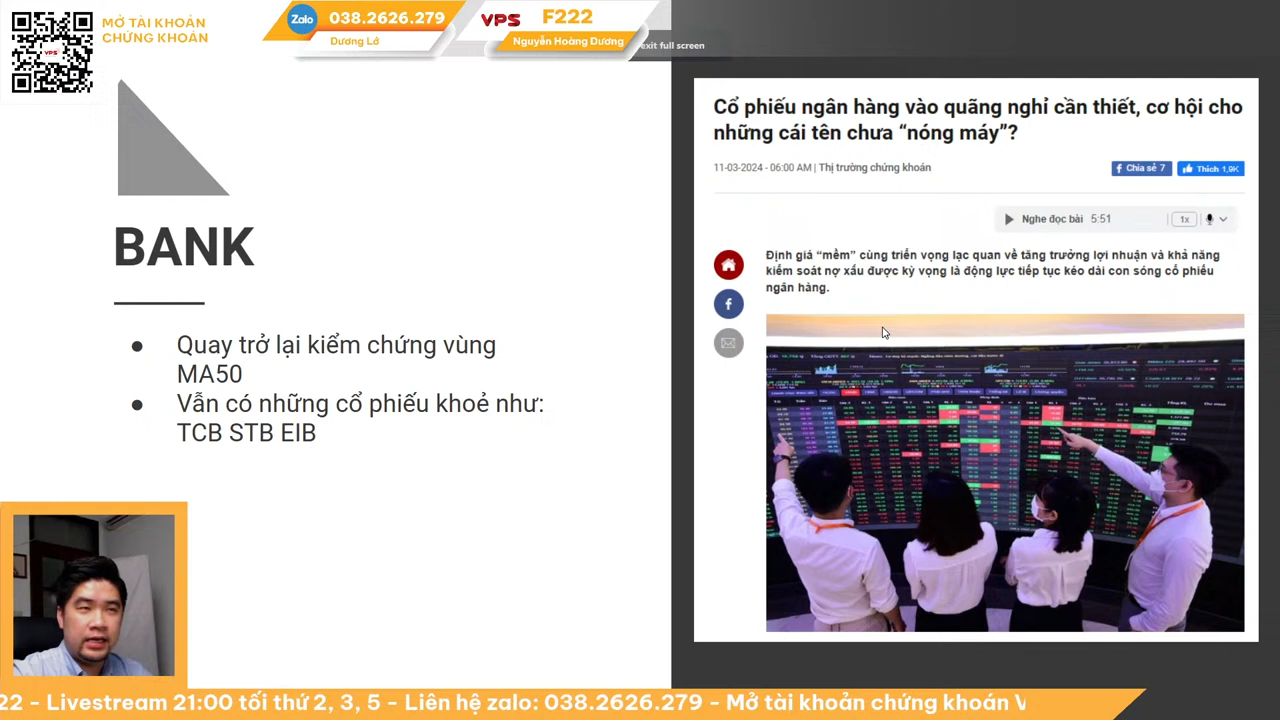 MỞ TÀI KHOẢN
CHỨNG KHOÁN
VPS
Zalo
038.2626.279
Dương Lở
VPS
F222
Nguyễn Hoàng Dương
exit full screen
BANK
● Quay trở lại kiểm chứng vùng
MA50
● Vẫn có những cổ phiếu khoẻ như:
TCB STB EIB
Cổ phiếu ngân hàng vào quãng nghỉ cần thiết, cơ hội cho
những cái tên chưa “nóng máy”?
11-03-2024 - 06:00 AM | Thị trường chứng khoán
Chia sẻ 7
Thích 1,9K
Nghe đọc bài 5:51
1x
Định giá “mềm” cùng triển vọng lạc quan về tăng trưởng lợi nhuận và khả năng
kiểm soát nợ xấu được kỳ vọng là động lực tiếp tục kéo dài con sóng cổ phiếu
ngân hàng.
22 - Livestream 21:00 tối thứ 2, 3, 5 - Liên hệ zalo: 038.2626.279 - Mở tài khoản chứng khoán V